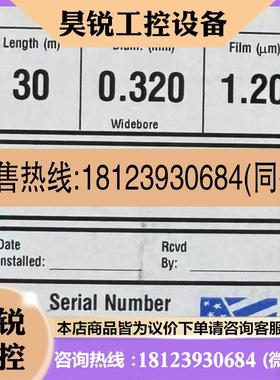 昊锐工控设备
Length (m)
Diam. (mm)
Film (µm)
30
0.320
1.20
Widebore
售热线:18123930684(同
Date
Installed:
Rcvd
By:
Serial Number
锐
控
本店商品皆为议价下单请咨询客服
咨询热线:18123930684 (微